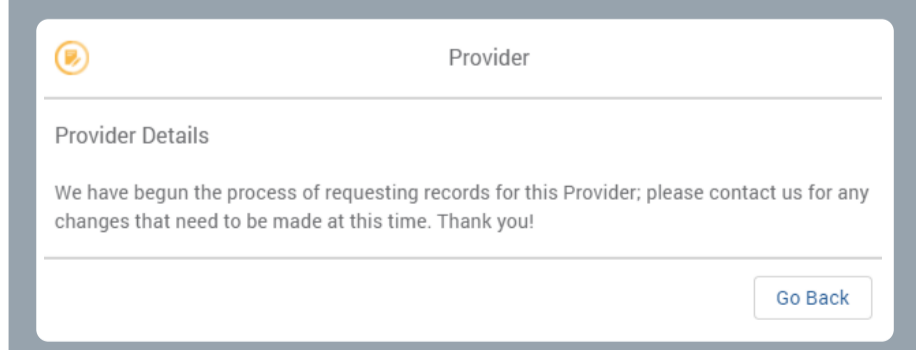 Provider
Provider Details
We have begun the process of requesting records for this Provider; please contact us for any
changes that need to be made at this time. Thank you!
Go Back